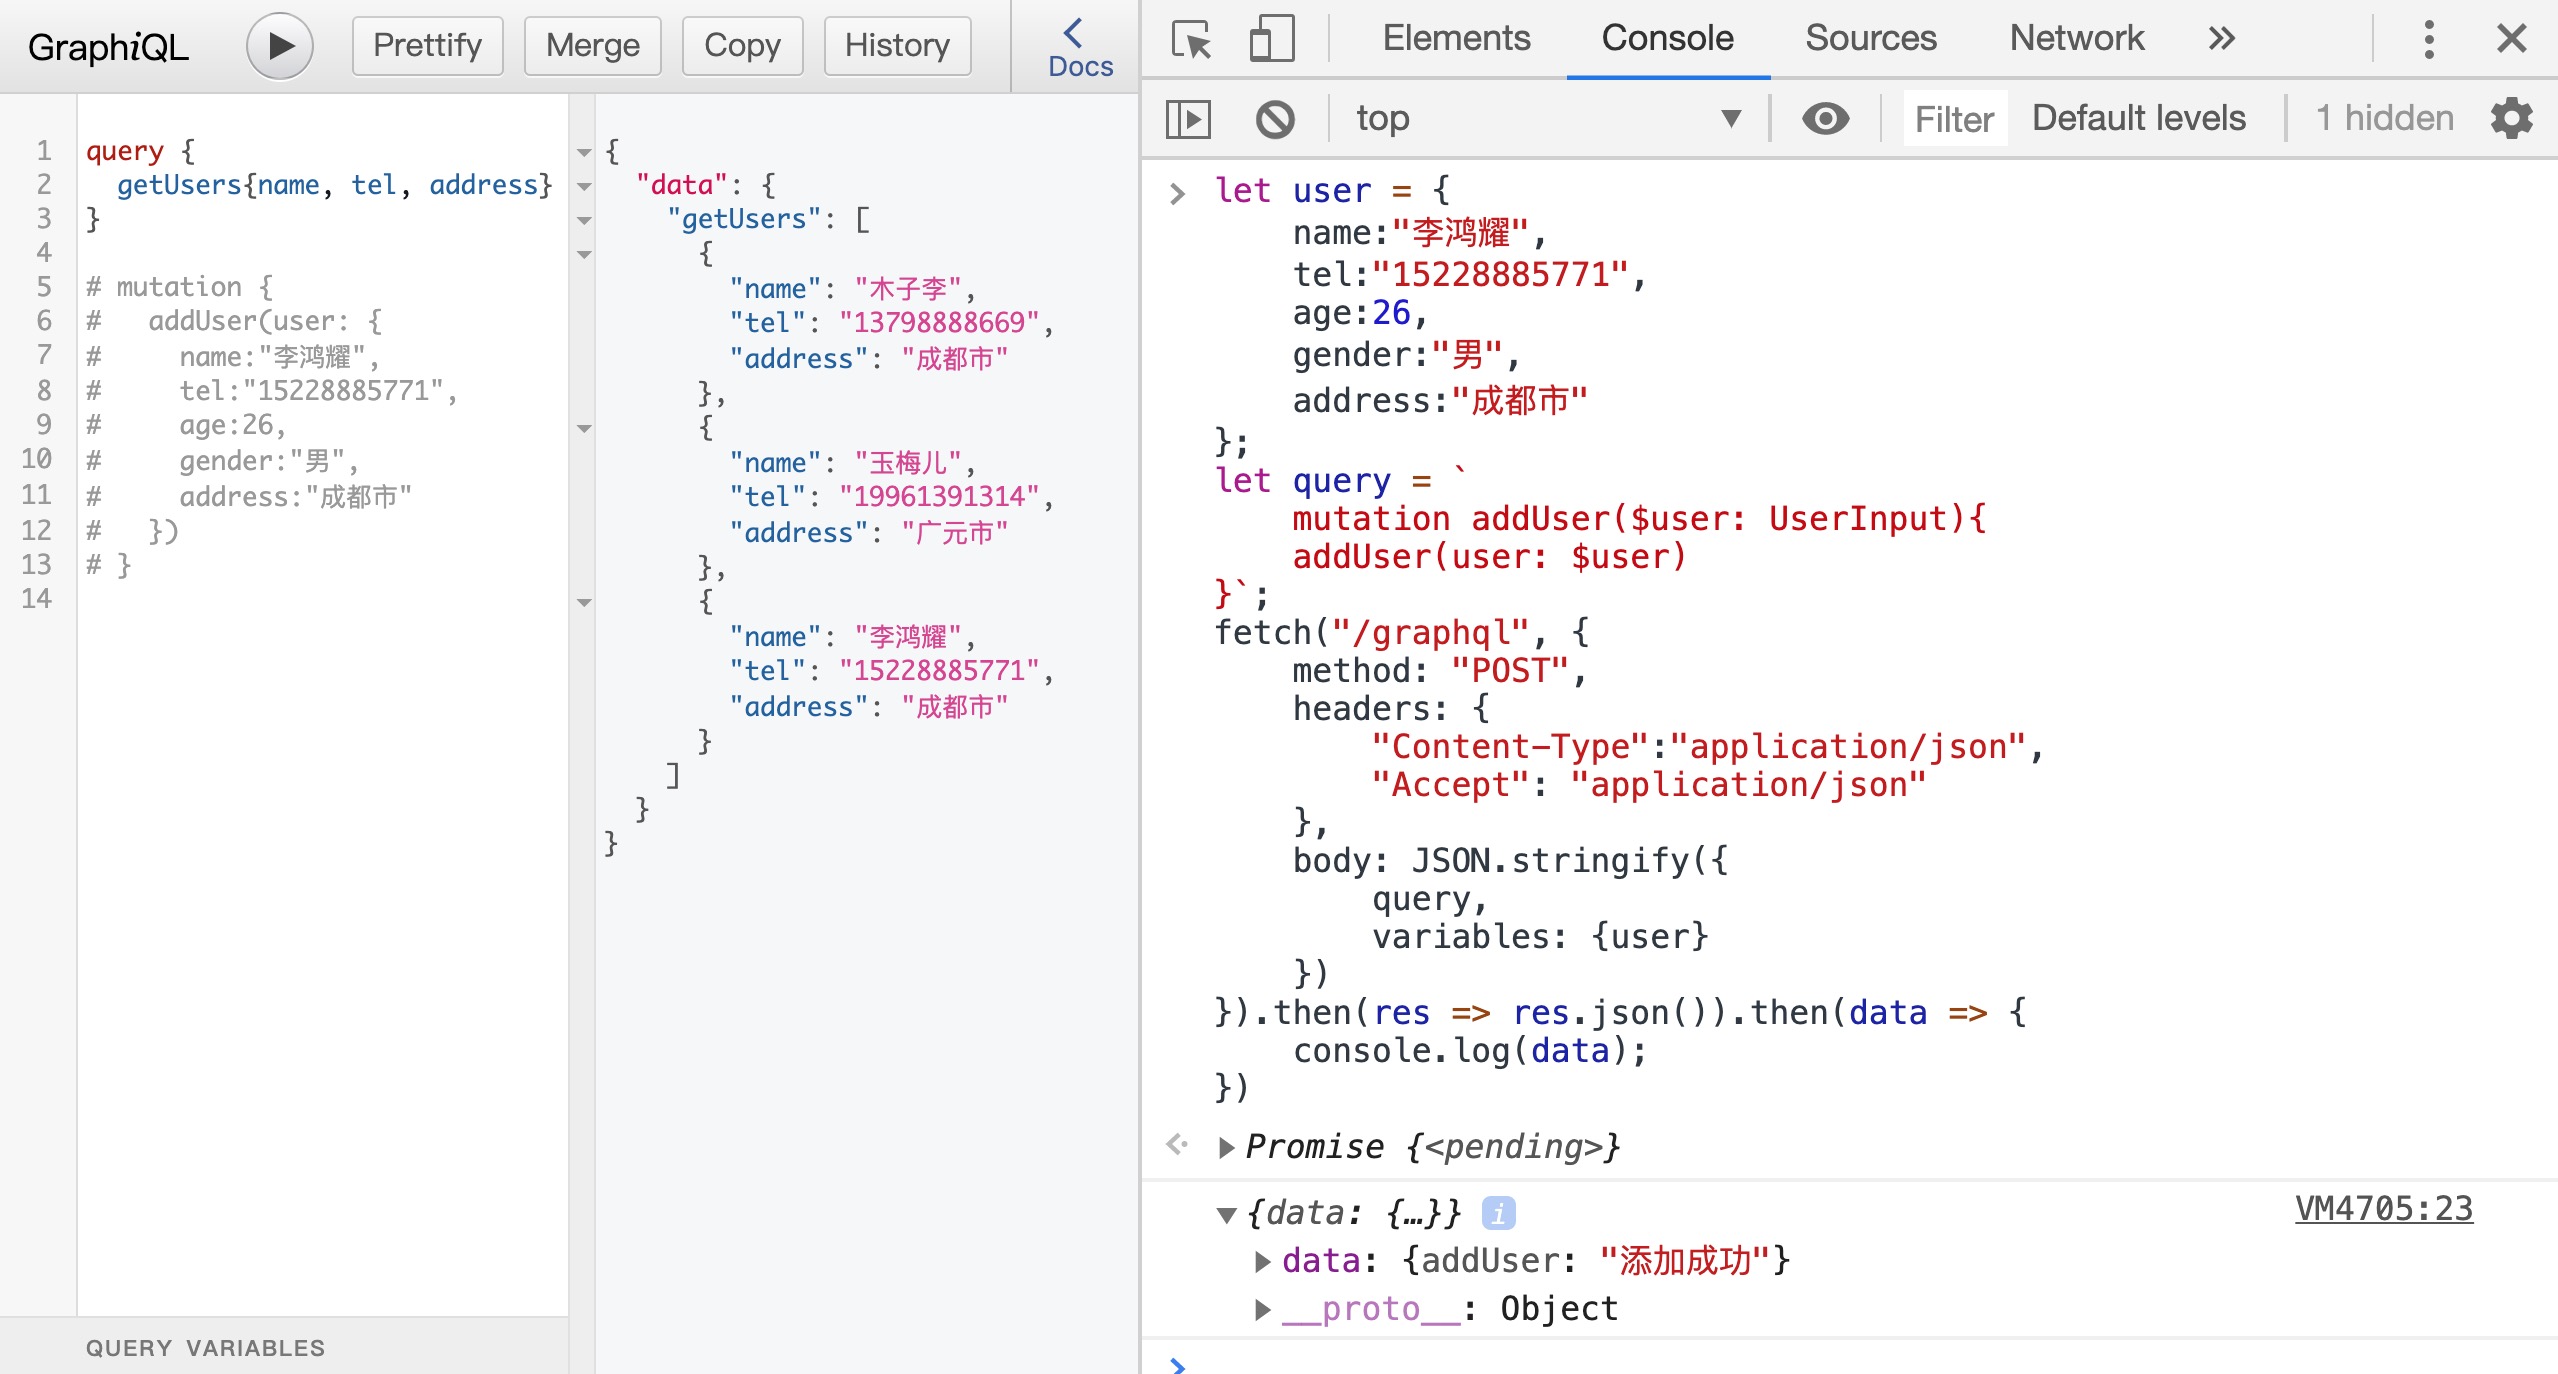 GraphiQL
Prettify
Merge
Copy
History
Docs
1 query {
2   getUsers{name, tel, address}
3 }
4
5 # mutation {
6 #   addUser(user: {
7 #     name:"李鸿耀",
8 #     tel:"15228885771",
9 #     age:26,
10 #     gender:"男",
11 #     address:"成都市"
12 #   })
13 # }
14
QUERY VARIABLES
{
  "data": {
    "getUsers": [
      {
        "name": "木子李",
        "tel": "13798888669",
        "address": "成都市"
      },
      {
        "name": "玉梅儿",
        "tel": "19961391314",
        "address": "广元市"
      },
      {
        "name": "李鸿耀",
        "tel": "15228885771",
        "address": "成都市"
      }
    ]
  }
}
Elements
Console
Sources
Network
top
Filter
Default levels
1 hidden
let user = {
    name:"李鸿耀",
    tel:"15228885771",
    age:26,
    gender:"男",
    address:"成都市"
};
let query = `
    mutation addUser($user: UserInput){
    addUser(user: $user)
}`;
fetch("/graphql", {
    method: "POST",
    headers: {
        "Content-Type":"application/json",
        "Accept": "application/json"
    },
    body: JSON.stringify({
        query,
        variables: {user}
    })
}).then(res => res.json()).then(data => {
    console.log(data);
})
Promise {<pending>}
{data: {…}} i
VM4705:23
data: {addUser: "添加成功"}
__proto__: Object